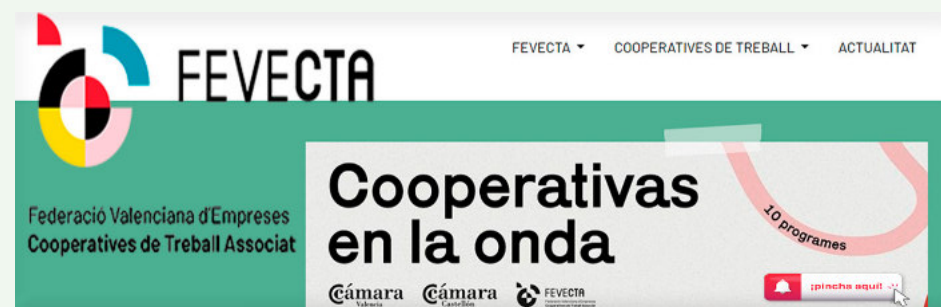 FEVECTA
FEVECTA COOPERATIVES DE TREBALL ACTUALITAT
Federació Valenciana d'Empreses
Cooperatives de Treball Associat
Cooperativas
en la onda
10 programes
Cámara
Valencia
Cámara
Castellón
FEVECTA
¡pincha aquí!